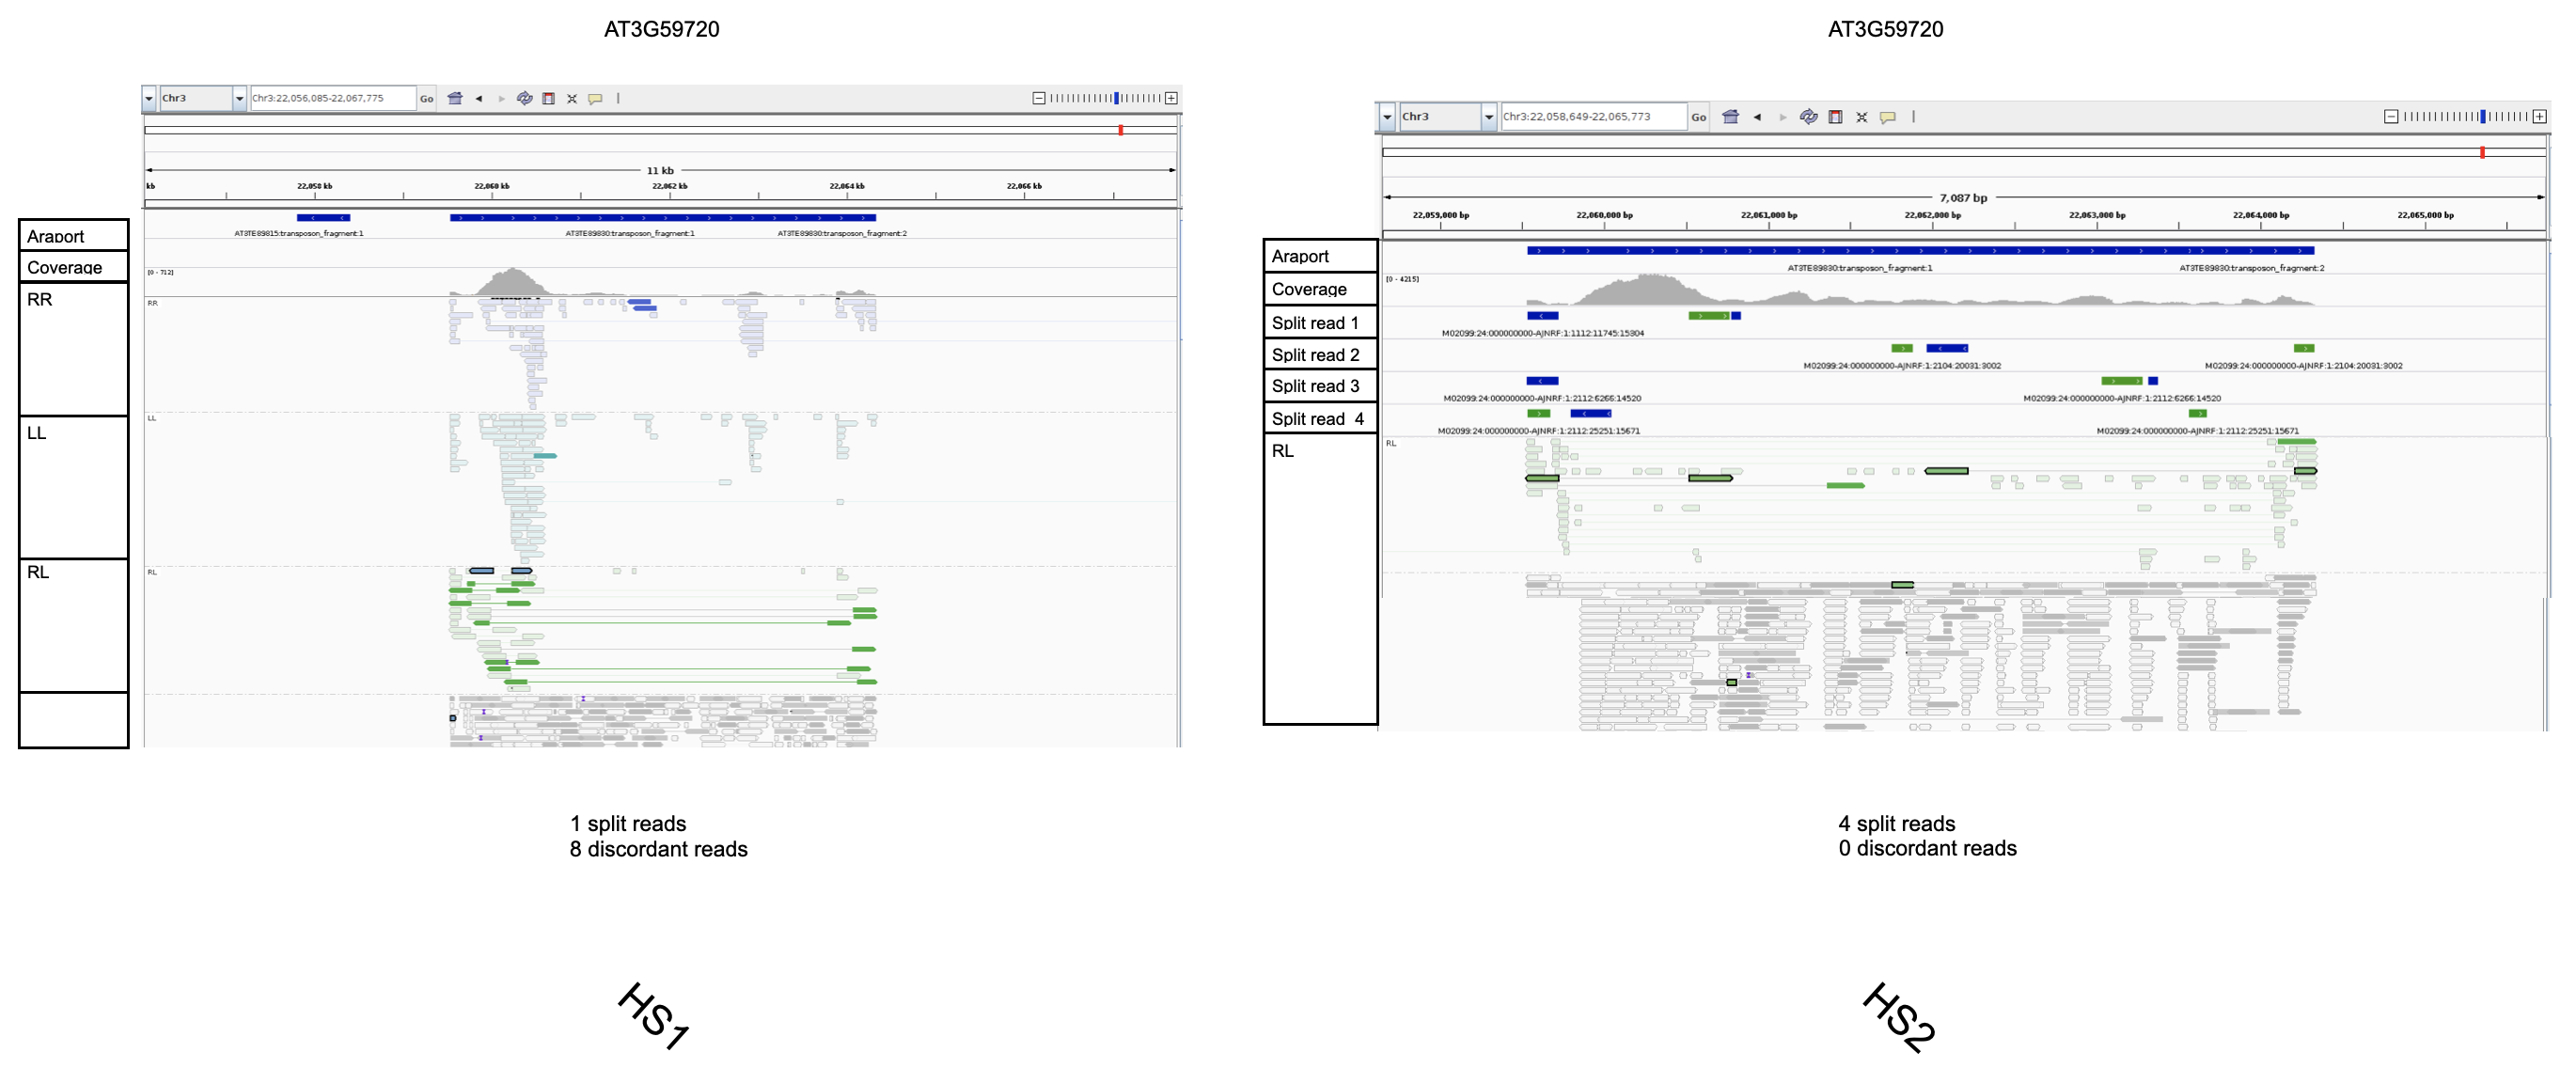 AT3G59720
Chr3
Chr3:22,056,085-22,067,775
Go
11 kb
kb
22,058 kb
22,060 kb
22,062 kb
22,064 kb
22,066 kb
Araport
AT3TE89815:transposon_fragment:1
AT3TE89830:transposon_fragment:1
AT3TE89830:transposon_fragment:2
Coverage
[0 - 712]
RR
RR
LL
LL
RL
RL
1 split reads
8 discordant reads
HS1
AT3G59720
Chr3
Chr3:22,058,649-22,065,773
Go
7,087 bp
22,059,000 bp
22,060,000 bp
22,061,000 bp
22,062,000 bp
22,063,000 bp
22,064,000 bp
22,065,000 bp
Araport
AT3TE89830:transposon_fragment:1
AT3TE89830:transposon_fragment:2
Coverage
[0 - 4215]
Split read 1
M02099:24:000000000-AJNRF:1:1112:11745:15304
Split read 2
M02099:24:000000000-AJNRF:1:2104:20031:3002
M02099:24:000000000-AJNRF:1:2104:20031:3002
Split read 3
M02099:24:000000000-AJNRF:1:2112:6266:14520
M02099:24:000000000-AJNRF:1:2112:6266:14520
Split read 4
M02099:24:000000000-AJNRF:1:2112:25251:15671
M02099:24:000000000-AJNRF:1:2112:25251:15671
RL
RL
4 split reads
0 discordant reads
HS2